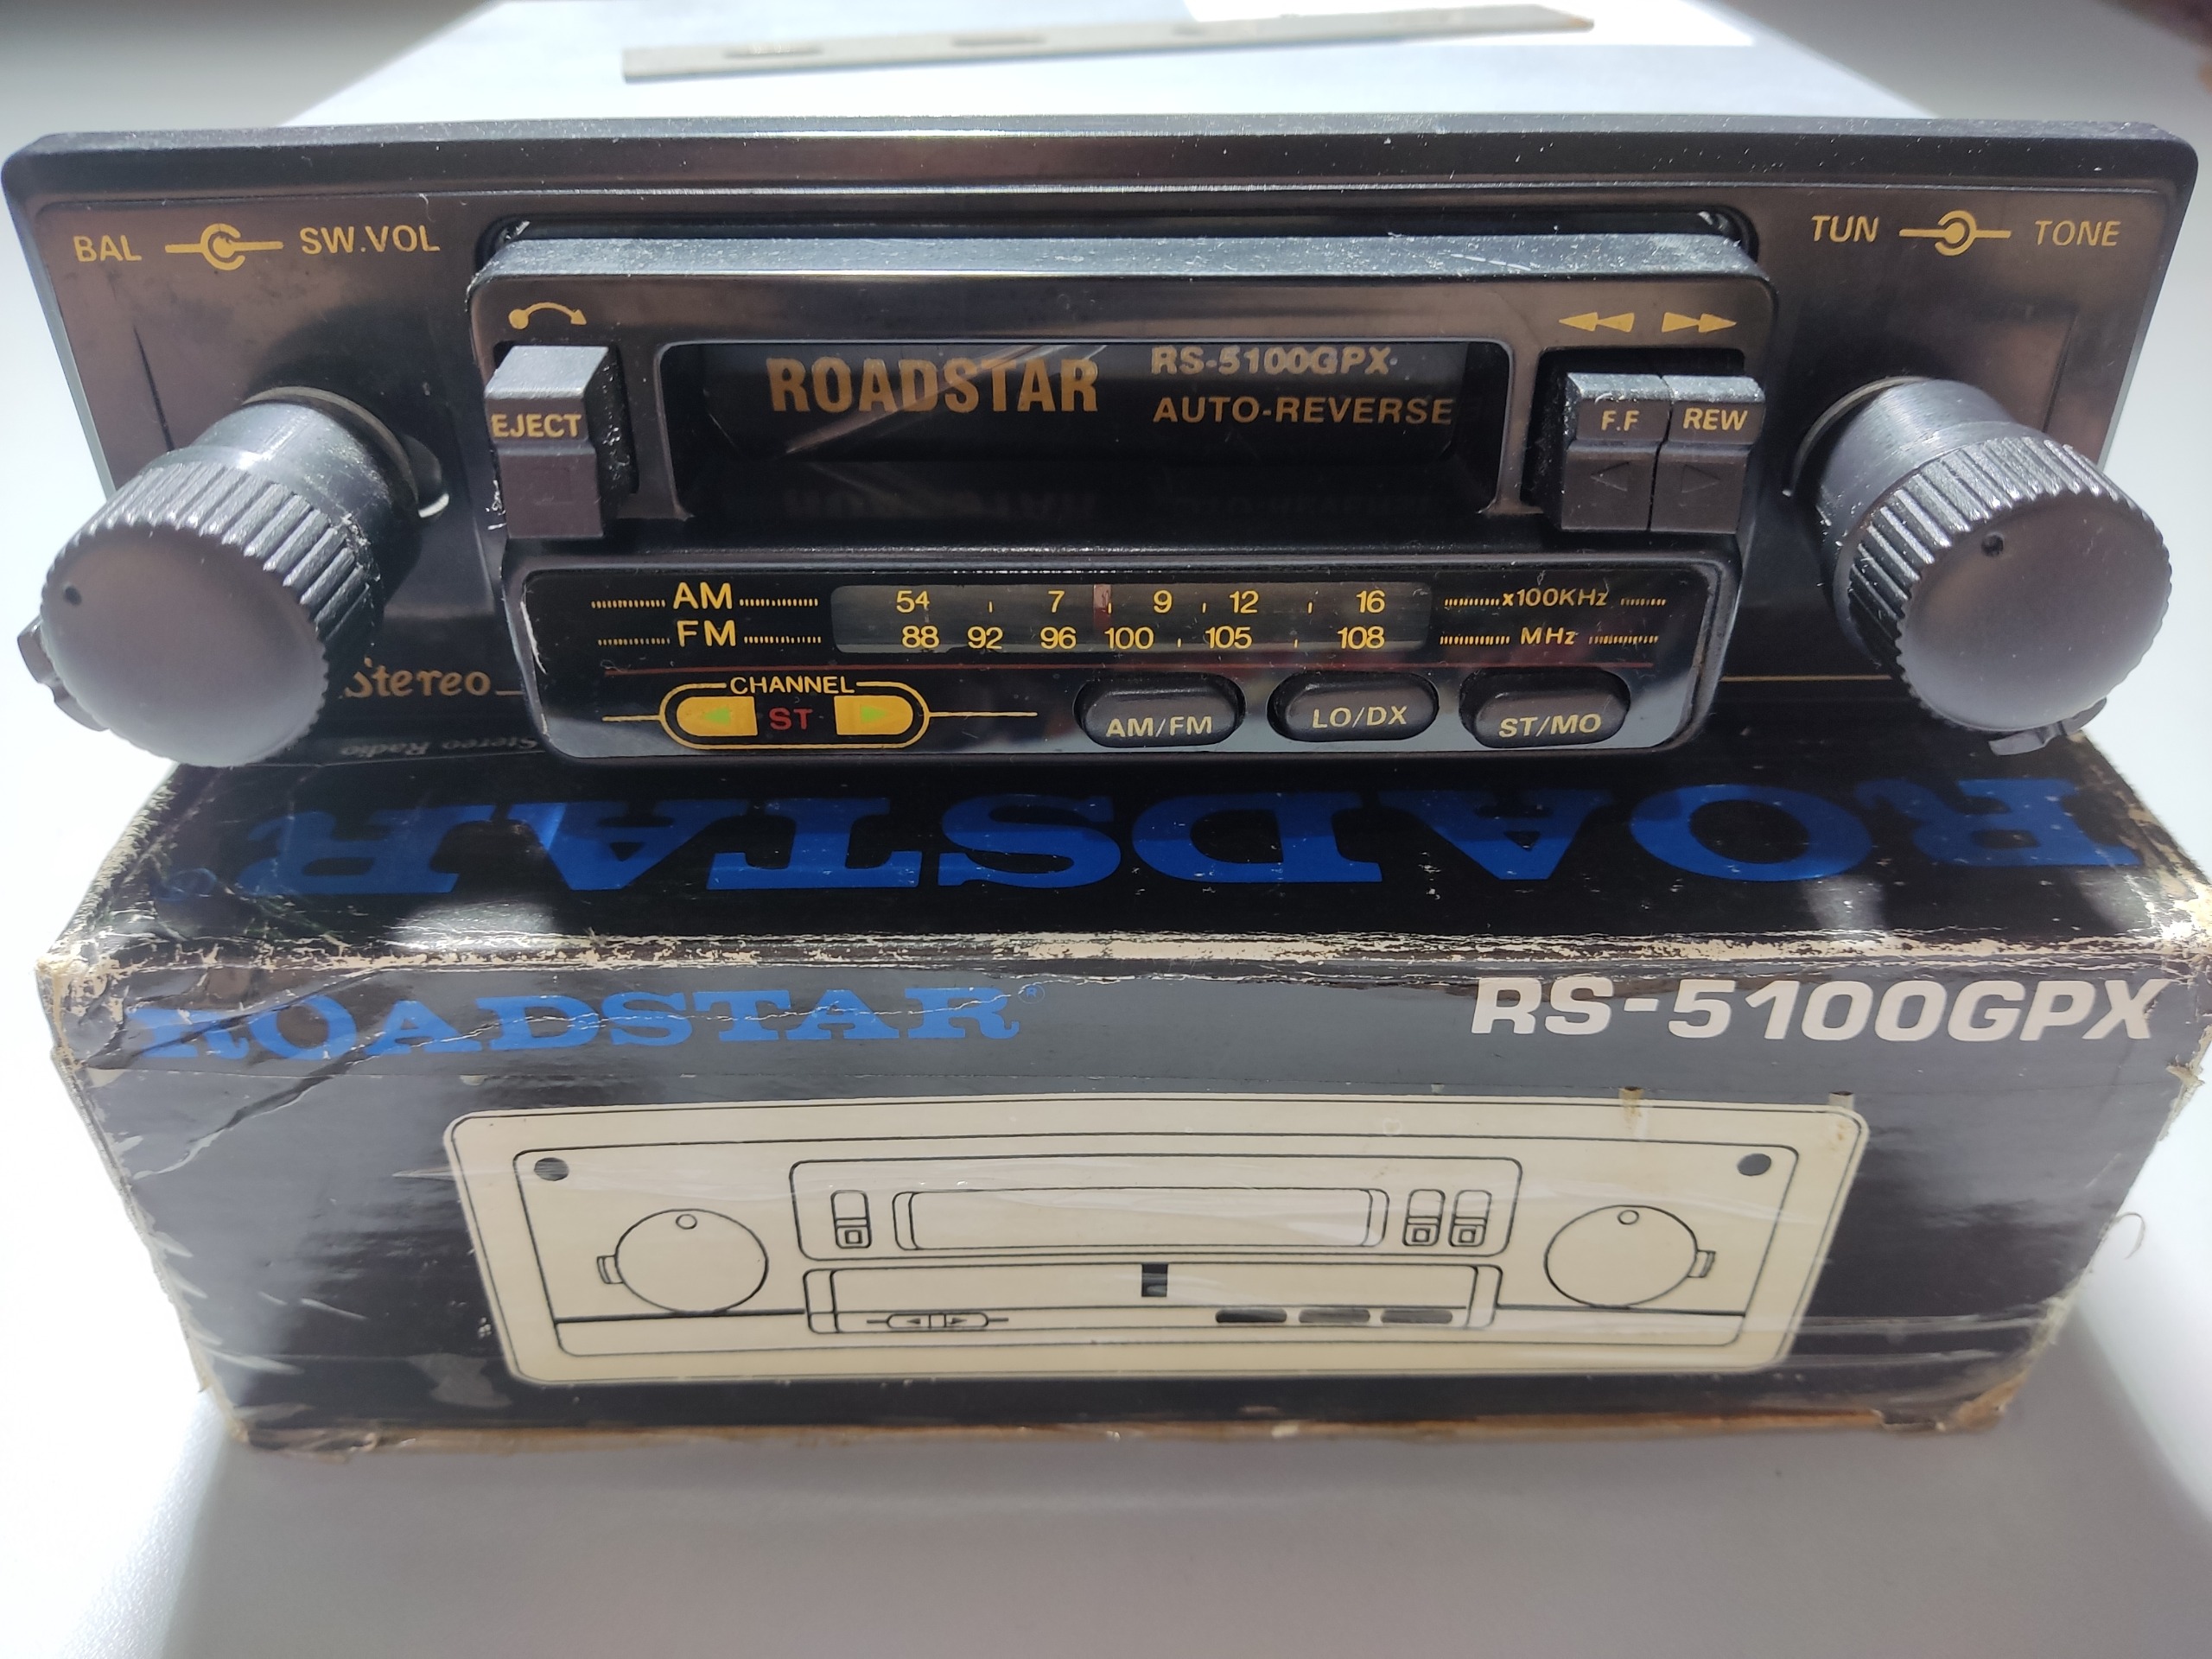 BAL SW.VOL
TUN TONE
EJECT
ROADSTAR
RS-5100GPX
AUTO-REVERSE
F.F REW
AM 54 7 9 12 16 x100KHz
FM 88 92 96 100 105 108 MHz
Stereo
CHANNEL
ST
AM/FM LO/DX ST/MO
Stereo Radio
ROADSTAR
ROADSTAR®
RS-5100GPX